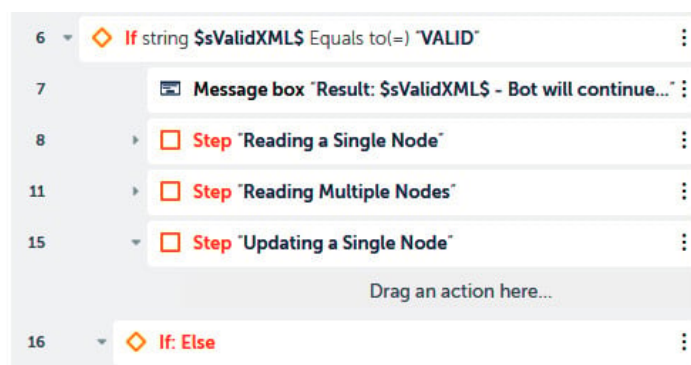 6 If string $sValidXML$ Equals to(=) "VALID"
7 Message box "Result: $sValidXML$ - Bot will continue..."
8 Step "Reading a Single Node"
11 Step "Reading Multiple Nodes"
15 Step "Updating a Single Node"
Drag an action here...
16 If: Else